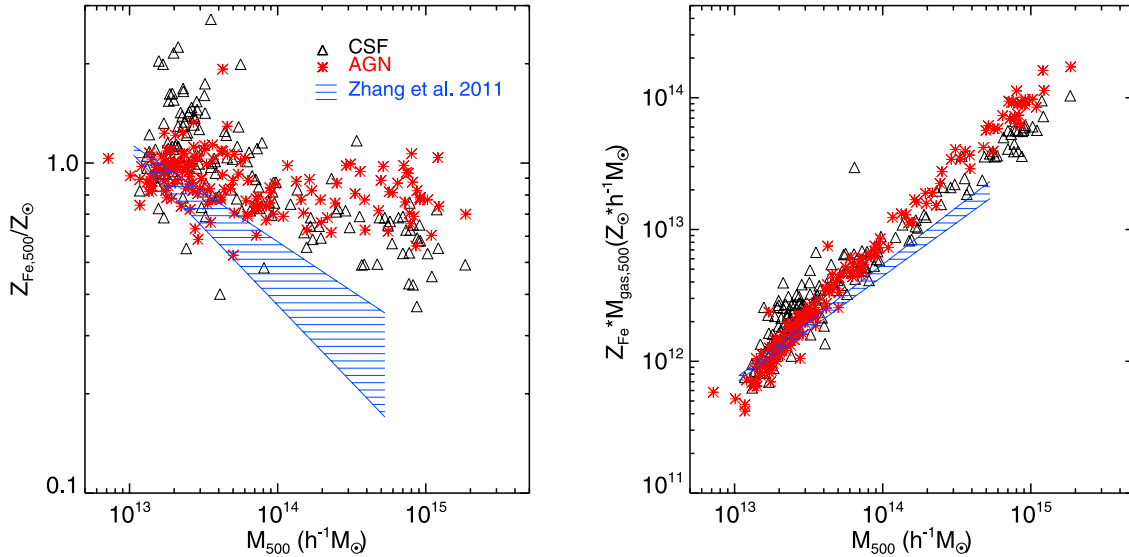 CSF
AGN
Zhang et al. 2011
1.0
0.1
Z_Fe,500/Z_⊙
10^13
10^14
10^15
M_500 (h^-1M_⊙)
10^14
10^13
10^12
10^11
Z_Fe*M_gas,500(Z_⊙*h^-1M_⊙)
10^13
10^14
10^15
M_500 (h^-1M_⊙)